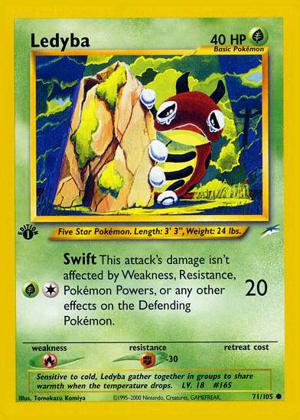 Ledyba
40 HP
Basic Pokémon
EDITION
1
Five Star Pokémon. Length: 3' 3", Weight: 24 lbs.
Swift This attack's damage isn't
affected by Weakness, Resistance,
Pokémon Powers, or any other
effects on the Defending
Pokémon.
20
weakness resistance retreat cost
30
Sensitive to cold, Ledyba gather together in groups to share
warmth when the temperature drops. LV. 18 #165
Illus. Tomokazu Komiya ©1995-2000 Nintendo, Creatures, GAMEFREAK. 71/105